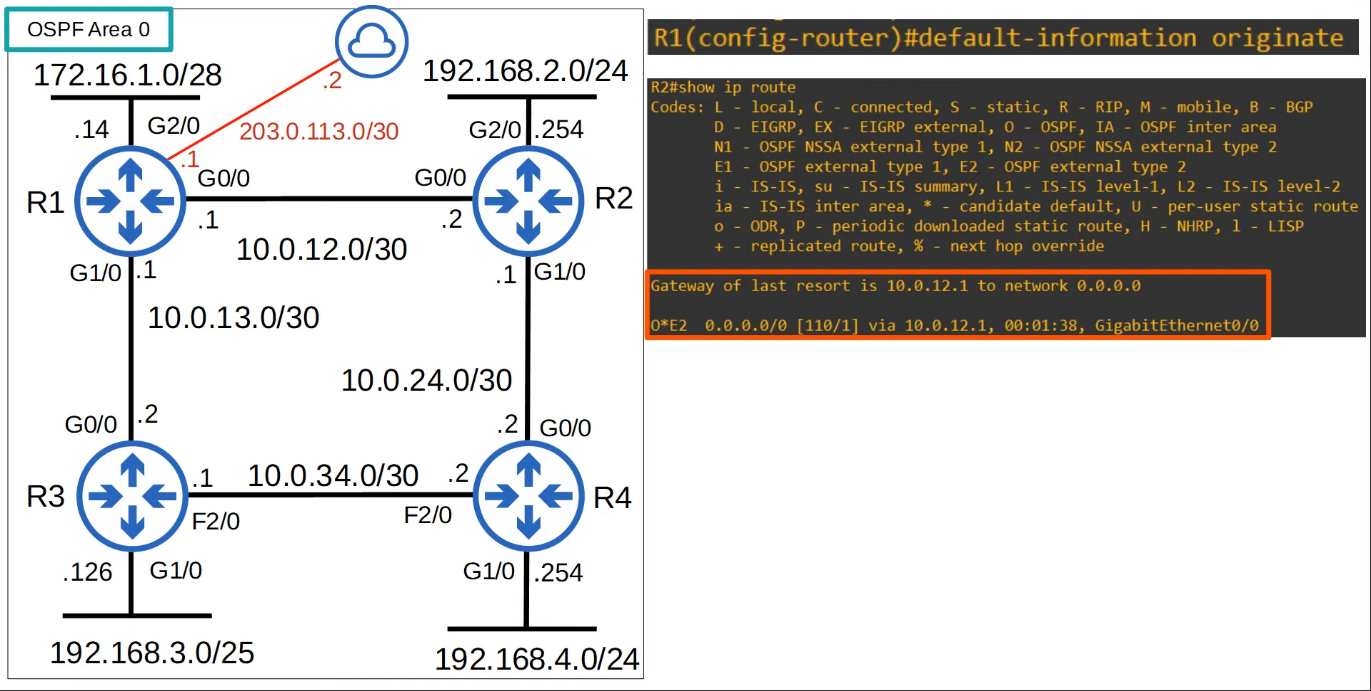 OSPF Area 0
172.16.1.0/28
192.168.2.0/24
.2
.14
G2/0
203.0.113.0/30
G2/0
.254
.1
G0/0
G0/0
R1
R2
.1
.2
10.0.12.0/30
G1/0
.1
.1
G1/0
10.0.13.0/30
10.0.24.0/30
.2
G0/0
.2
G0/0
R3
.1
10.0.34.0/30
.2
R4
F2/0
F2/0
.126
G1/0
G1/0
.254
192.168.3.0/25
192.168.4.0/24
R1(config-router)#default-information originate
R2#show ip route
Codes: L - local, C - connected, S - static, R - RIP, M - mobile, B - BGP
D - EIGRP, EX - EIGRP external, O - OSPF, IA - OSPF inter area
N1 - OSPF NSSA external type 1, N2 - OSPF NSSA external type 2
E1 - OSPF external type 1, E2 - OSPF external type 2
i - IS-IS, su - IS-IS summary, L1 - IS-IS level-1, L2 - IS-IS level-2
ia - IS-IS inter area, * - candidate default, U - per-user static route
o - ODR, P - periodic downloaded static route, H - NHRP, l - LISP
+ - replicated route, % - next hop override
Gateway of last resort is 10.0.12.1 to network 0.0.0.0
O*E2 0.0.0.0/0 [110/1] via 10.0.12.1, 00:01:38, GigabitEthernet0/0